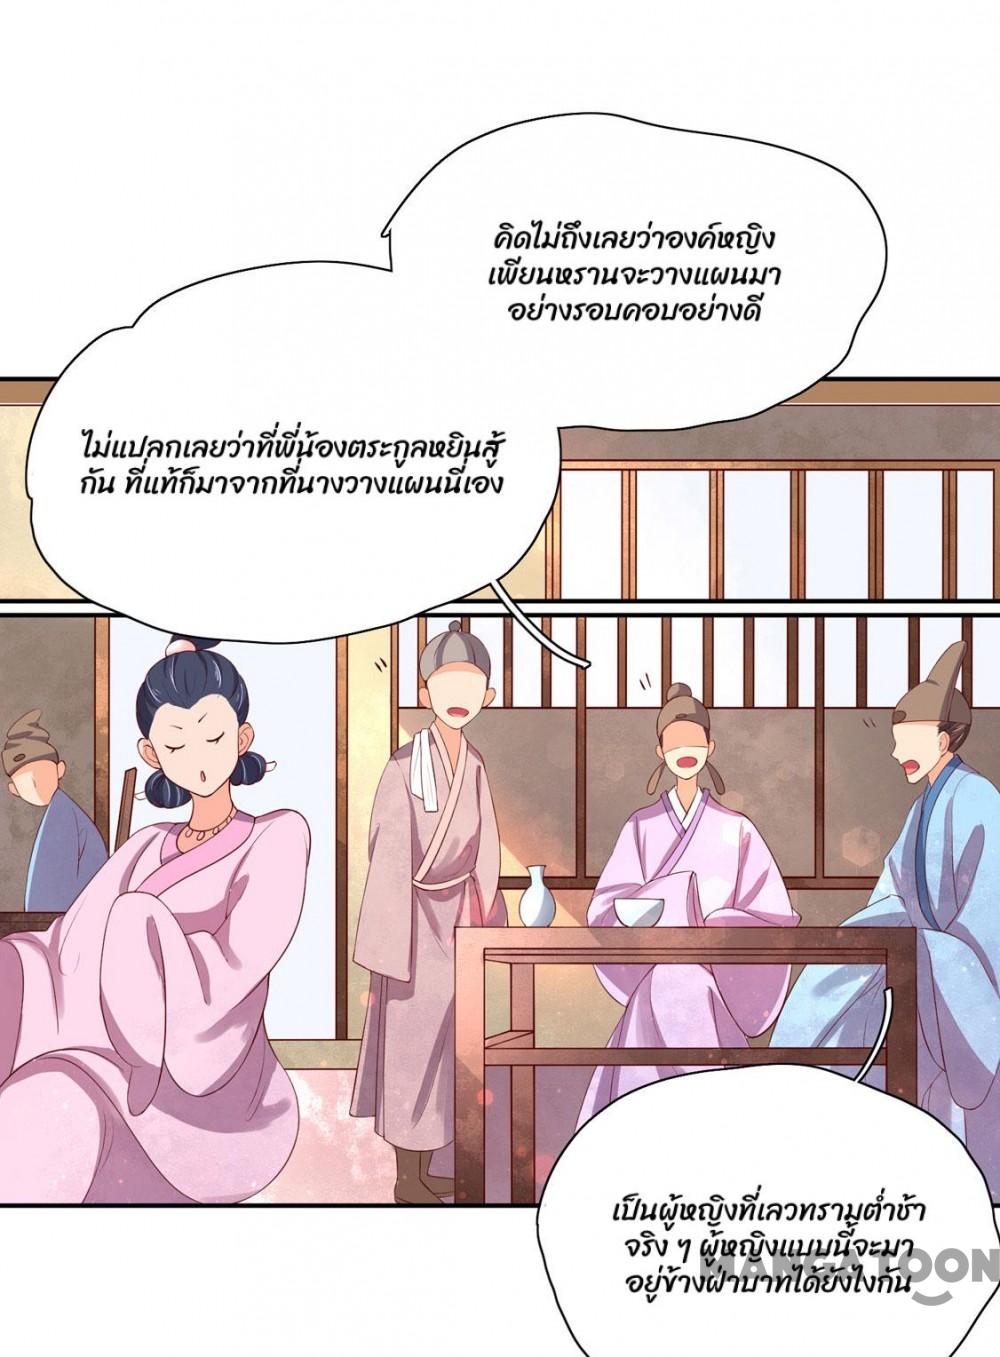 คิดไม่ถึงเลยว่าองค์หญิง
เพียนหรานจะวางแผนมา
อย่างรอบคอบอย่างดี
ไม่แปลกเลยว่าที่พี่น้องตระกูลหยินสู้
กัน ที่แท้ก็มาจากที่นางวางแผนนี่เอง
เป็นผู้หญิงที่เลวทรามต่ำช้า
จริง ๆ ผู้หญิงแบบนี้จะมา
อยู่ข้างฝ่าบาทได้ยังไงกัน
MANGATOON